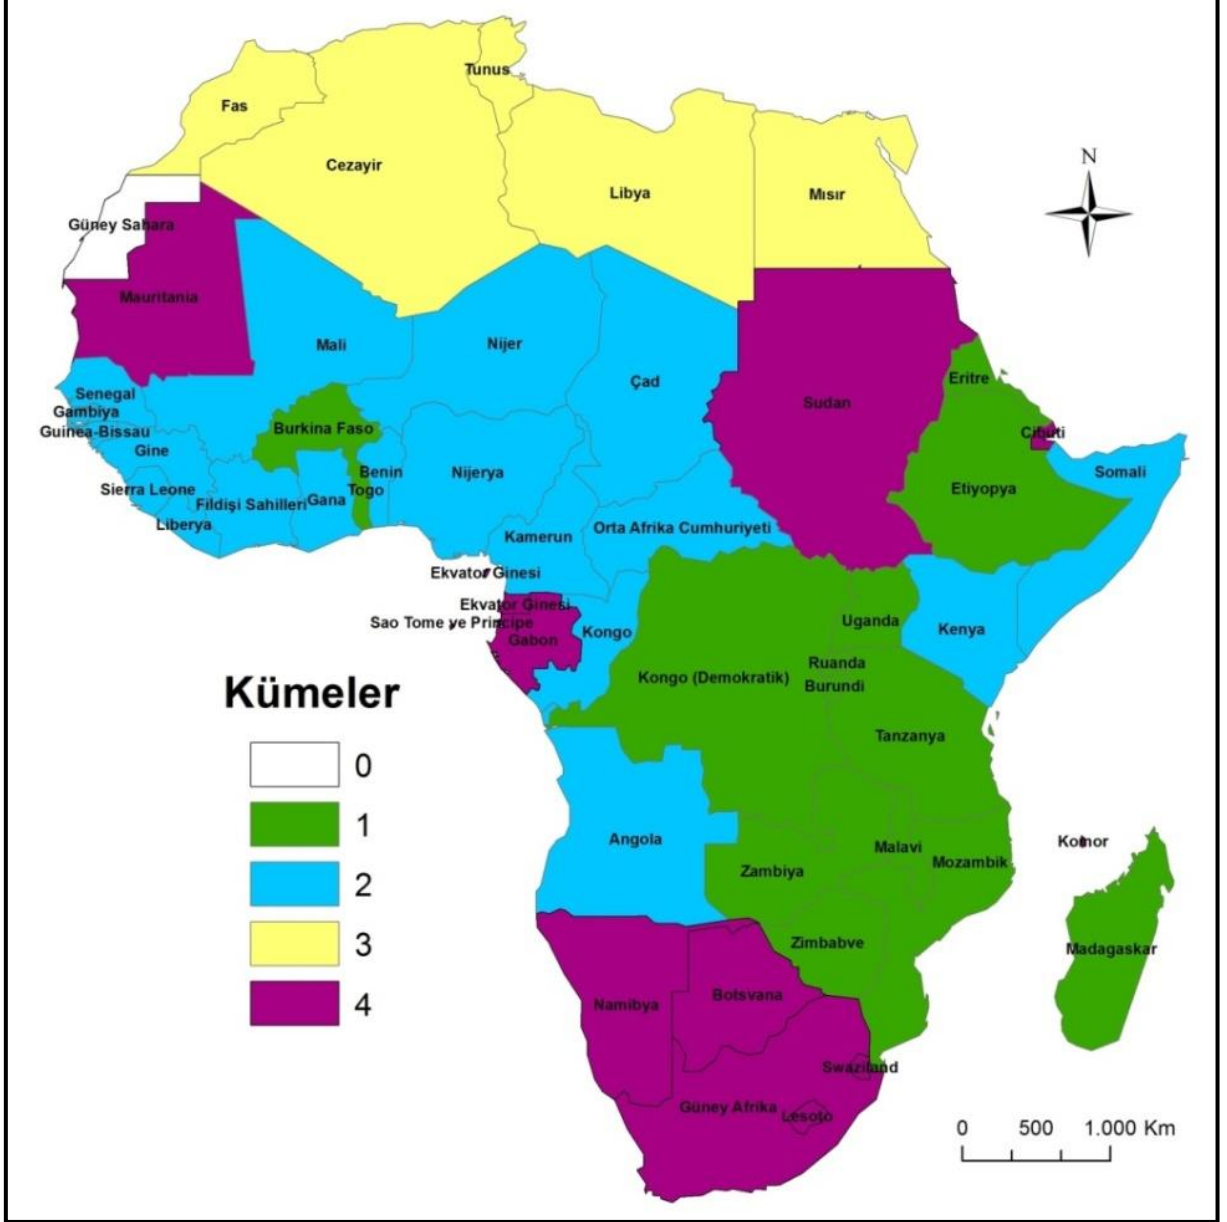 Tunus
Fas
N
Cezayir
Libya
Mısır
Güney Sahara
Mauritania
Mali
Nijer
Çad
Sudan
Eritre
Senegal
Gambiya
Guinea-Bissau
Burkina Faso
Cibuti
Gine
Benin
Nijerya
Somali
Sierra Leone
Togo
Etiyopya
Fildişi Sahilleri
Gana
Liberya
Orta Afrika Cumhuriyeti
Kamerun
Ekvator Ginesi
Ekvator Ginesi
Sao Tome ve Principe
Gabon
Kongo
Uganda
Kenya
Ruanda
Kongo (Demokratik)
Burundi
Kümeler
Tanzanya
0
1
2
3
4
Angola
Malavi
Komor
Mozambik
Zambiya
Zimbabve
Madagaskar
Namibya
Botsvana
Swaziland
Güney Afrika
Lesoto
0 500 1.000 Km